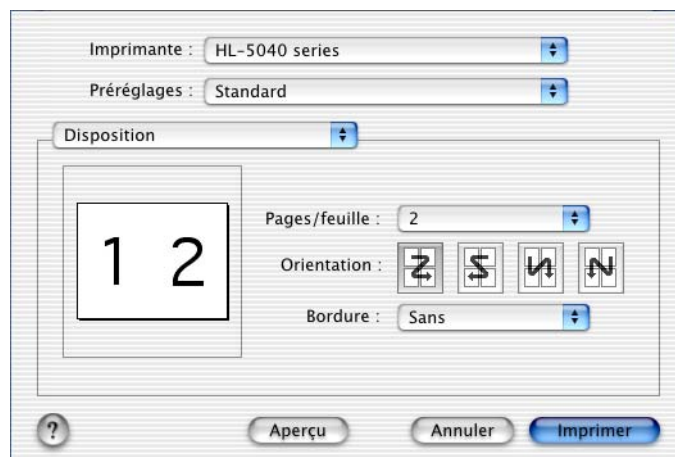 Imprimante : HL-5040 series
Préréglages : Standard
Disposition
1 2
Pages/feuille : 2
Orientation :
Bordure : Sans
? Aperçu Annuler Imprimer